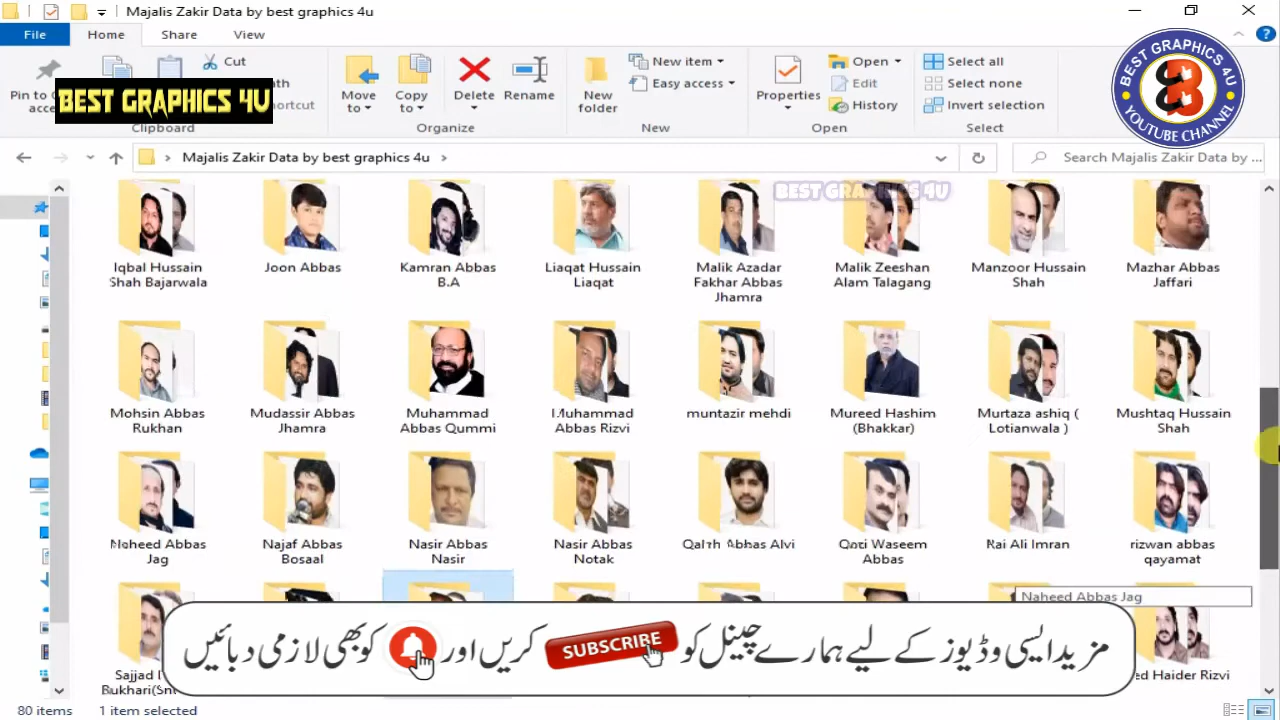 Majalis Zakir Data by best graphics 4u
File
Home
Share
View
Cut
New item
Open
Select all
Easy access
Edit
Select none
History
Invert selection
Move to
Copy to
Delete
Rename
New folder
Properties
Clipboard
Organize
New
Open
Select
BEST GRAPHICS 4U
BEST GRAPHICS 4U
YOUTUBE CHANNEL
Majalis Zakir Data by best graphics 4u
Search Majalis Zakir Data by ...
BEST GRAPHICS 4U
Iqbal Hussain Shah Bajarwala
Joon Abbas
Kamran Abbas B.A
Liaqat Hussain Liaqat
Malik Azadar Fakhar Abbas Jhamra
Malik Zeeshan Alam Talagang
Manzoor Hussain Shah
Mazhar Abbas Jaffari
Mohsin Abbas Rukhan
Mudassir Abbas Jhamra
Muhammad Abbas Qummi
Muhammad Abbas Rizvi
muntazir mehdi
Mureed Hashim (Bhakkar)
Murtaza ashiq ( Lotianwala )
Mushtaq Hussain Shah
Naheed Abbas Jag
Najaf Abbas Bosaal
Nasir Abbas Nasir
Nasir Abbas Notak
Qazi Waseem Abbas
Rai Ali Imran
rizwan abbas qayamat
Naheed Abbas Jag
Sajjad
Haider Rizvi
مزید ایسی وڈیوز کے لیے ہمارے چینل کو SUBSCRIBE کریں اور کو بھی لازمی دبائیں
80 items
1 item selected